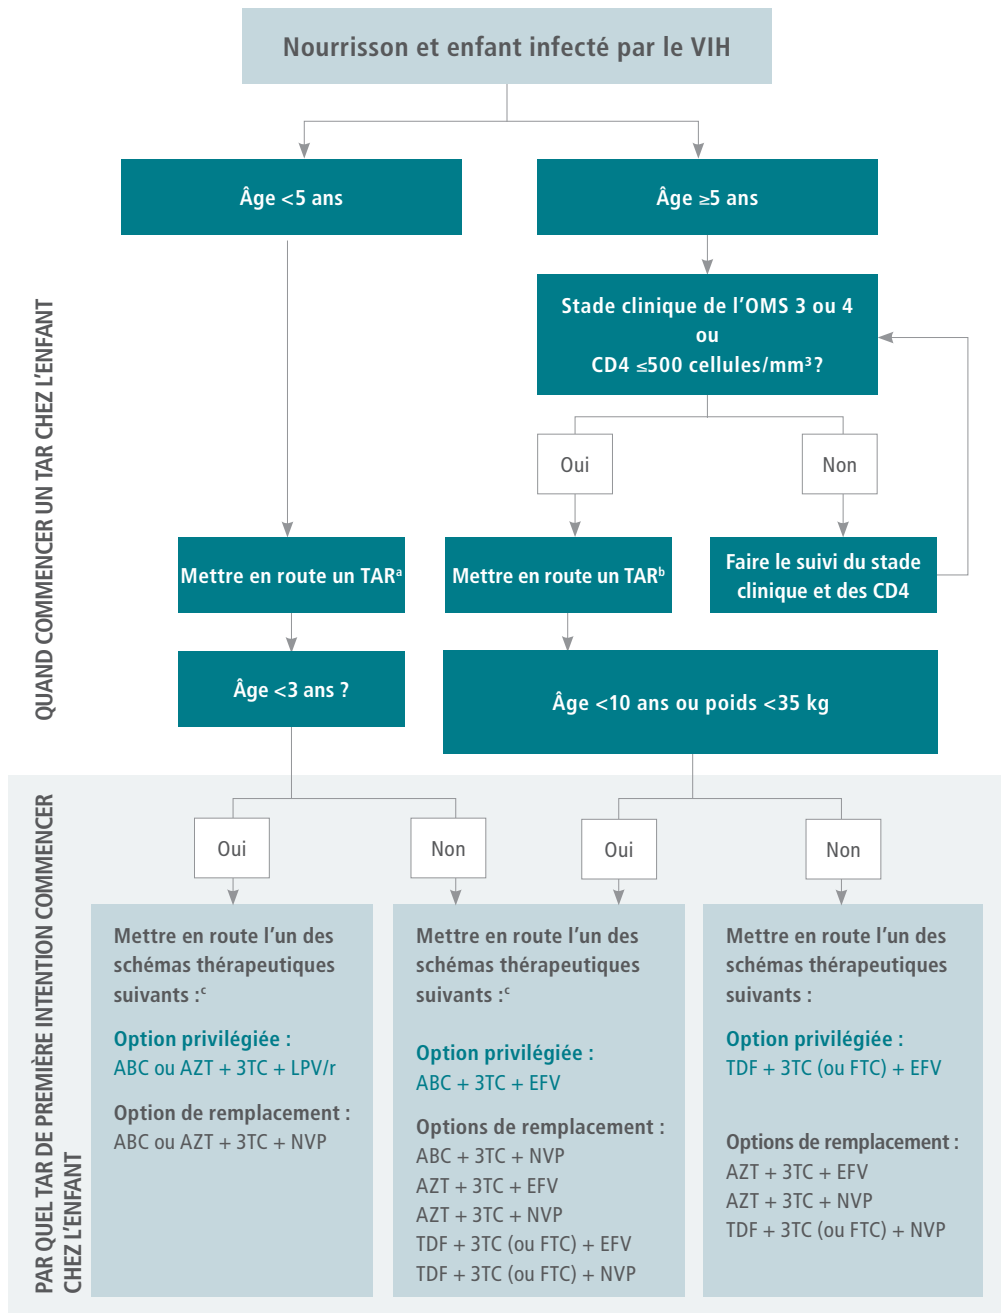 Nourrisson et enfant infecté par le VIH
Âge <5 ans
Âge ≥5 ans
QUAND COMMENCER UN TAR CHEZ L'ENFANT
Stade clinique de l'OMS 3 ou 4
ou
CD4 ≤500 cellules/mm³?
Oui
Non
Mettre en route un TARᵃ
Mettre en route un TARᵇ
Faire le suivi du stade
clinique et des CD4
Âge <3 ans ?
Âge <10 ans ou poids <35 kg
PAR QUEL TAR DE PREMIÈRE INTENTION COMMENCER
CHEZ L'ENFANT
Oui
Non
Oui
Non
Mettre en route l'un des
schémas thérapeutiques
suivants :ᶜ
Option privilégiée :
ABC ou AZT + 3TC + LPV/r
Option de remplacement :
ABC ou AZT + 3TC + NVP
Mettre en route l'un des
schémas thérapeutiques
suivants :ᶜ
Option privilégiée :
ABC + 3TC + EFV
Options de remplacement :
ABC + 3TC + NVP
AZT + 3TC + EFV
AZT + 3TC + NVP
TDF + 3TC (ou FTC) + EFV
TDF + 3TC (ou FTC) + NVP
Mettre en route l'un des
schémas thérapeutiques
suivants :
Option privilégiée :
TDF + 3TC (ou FTC) + EFV
Options de remplacement :
AZT + 3TC + EFV
AZT + 3TC + NVP
TDF + 3TC (ou FTC) + NVP